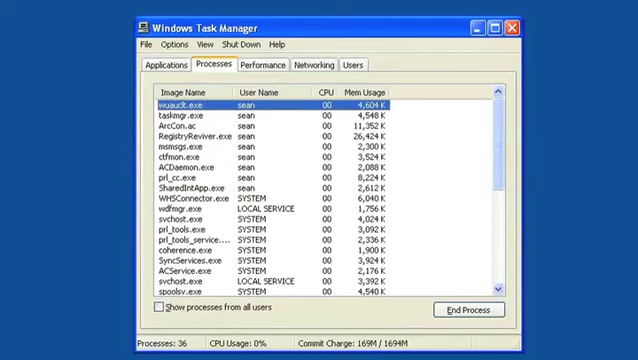 Windows Task Manager
File Options View Shut Down Help
Applications Processes Performance Networking Users
Image Name User Name CPU Mem Usage
wuauclt.exe sean 00 4,604 K
taskmgr.exe sean 00 4,548 K
ArcCon.ac sean 00 11,352 K
RegistryReviver.exe sean 00 26,424 K
msmsgs.exe sean 00 2,300 K
ctfmon.exe sean 00 3,524 K
ACDaemon.exe sean 00 2,088 K
prl_cc.exe sean 00 8,224 K
SharedIntApp.exe sean 00 2,612 K
WHSConnector.exe SYSTEM 00 6,040 K
wdfmgr.exe LOCAL SERVICE 00 1,756 K
svchost.exe SYSTEM 00 4,024 K
prl_tools.exe SYSTEM 00 3,092 K
prl_tools_service.... SYSTEM 00 2,336 K
coherence.exe SYSTEM 00 1,900 K
SyncServices.exe SYSTEM 00 3,924 K
ACService.exe SYSTEM 00 2,176 K
svchost.exe LOCAL SERVICE 00 3,392 K
spoolsv.exe SYSTEM 00 4,540 K
Show processes from all users
End Process
Processes: 36 CPU Usage: 0% Commit Charge: 169M / 1694M